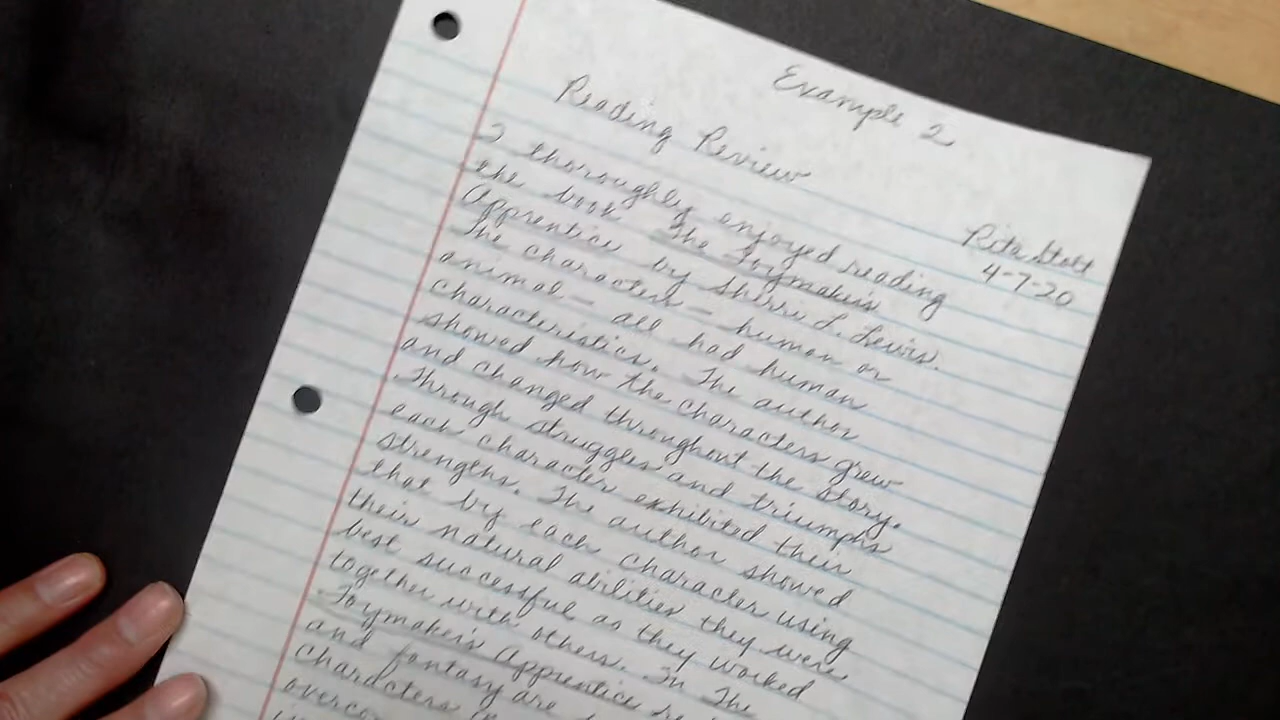 Example 2
Reading Review
Rita Hott
4-7-20
I thoroughly enjoyed reading
the book The Toymaker's
Apprentice by Sherri L. Lewis.
The characters — human or
animal — all had human
characteristics. The author
showed how the characters grew
and changed throughout the story.
Through struggles and triumphs
each character exhibited their
strengths. The author showed
that by each character using
their natural abilities they were
best successful as they worked
together with others. In The
Toymaker's Apprentice
and fantasy are
characters